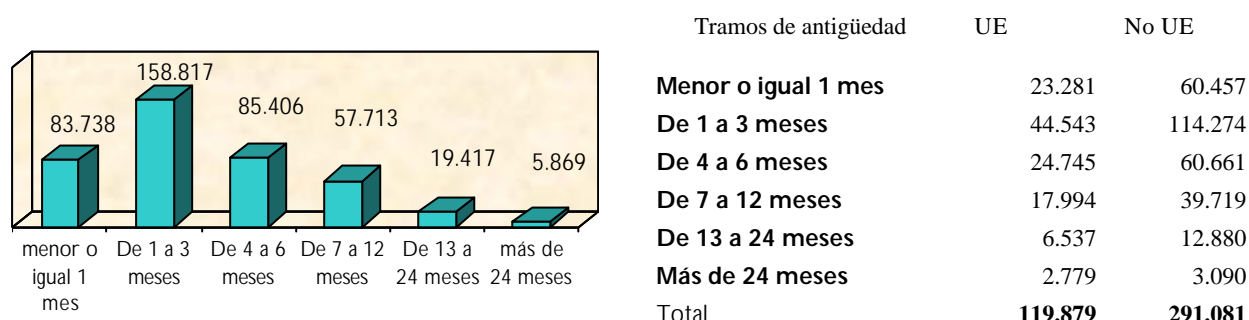 158.817
83.738
85.406
57.713
19.417
5.869
menor o igual 1 mes
De 1 a 3 meses
De 4 a 6 meses
De 7 a 12 meses
De 13 a 24 meses
más de 24 meses
Tramos de antigüedad UE No UE
Menor o igual 1 mes 23.281 60.457
De 1 a 3 meses 44.543 114.274
De 4 a 6 meses 24.745 60.661
De 7 a 12 meses 17.994 39.719
De 13 a 24 meses 6.537 12.880
Más de 24 meses 2.779 3.090
Total 119.879 291.081